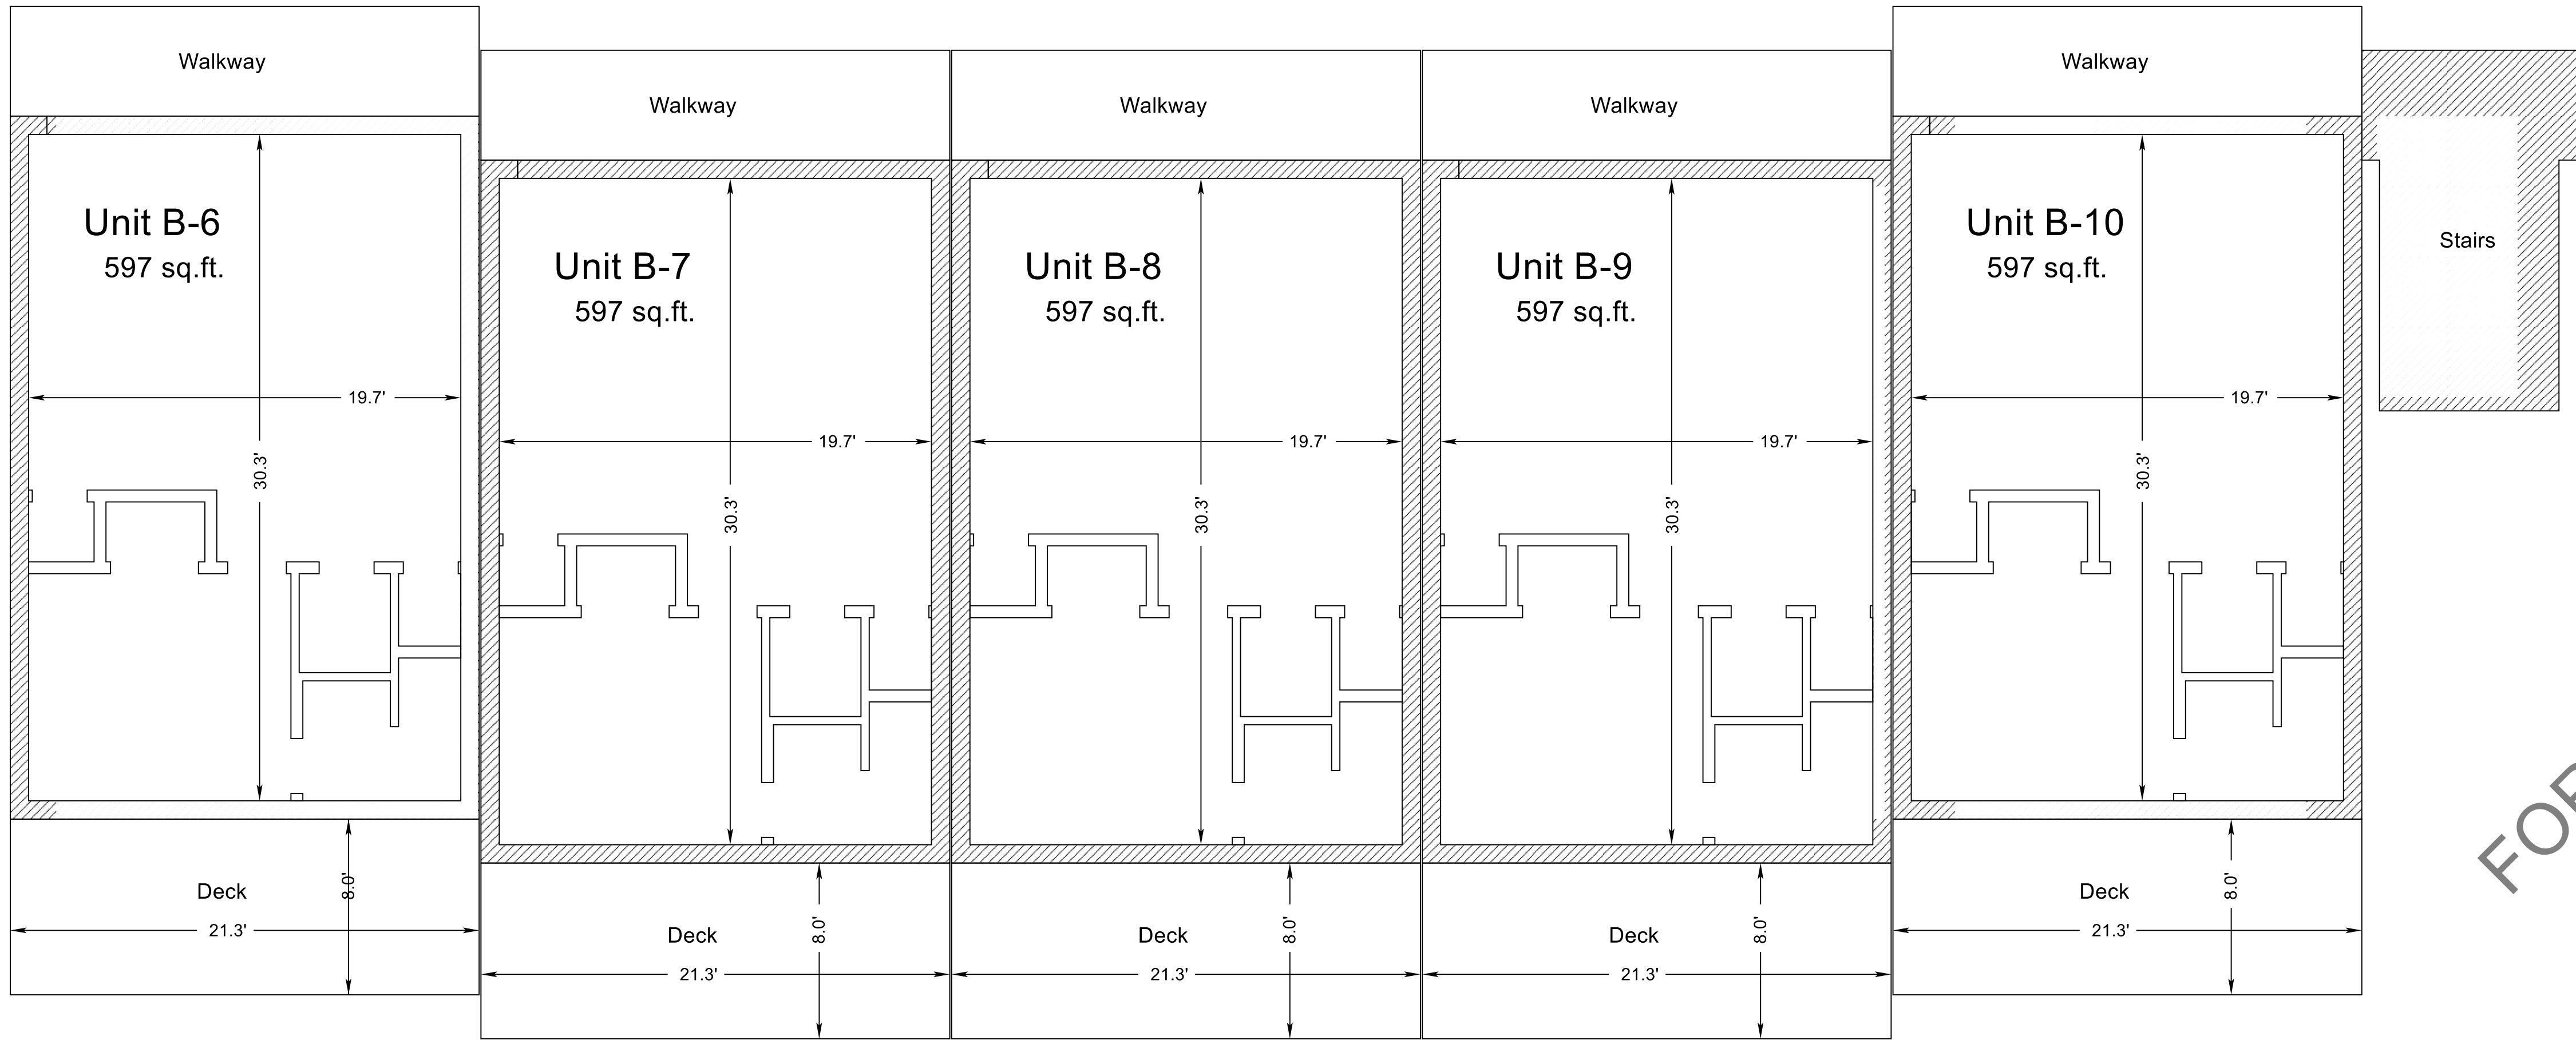 Walkway
Walkway
Walkway
Walkway
Walkway
Unit B-6
597 sq.ft.
Unit B-7
597 sq.ft.
Unit B-8
597 sq.ft.
Unit B-9
597 sq.ft.
Unit B-10
597 sq.ft.
Stairs
19.7'
19.7'
19.7'
19.7'
19.7'
30.3'
30.3'
30.3'
30.3'
30.3'
Deck
8.0'
21.3'
Deck
8.0'
21.3'
Deck
8.0'
21.3'
Deck
8.0'
21.3'
Deck
8.0'
21.3'